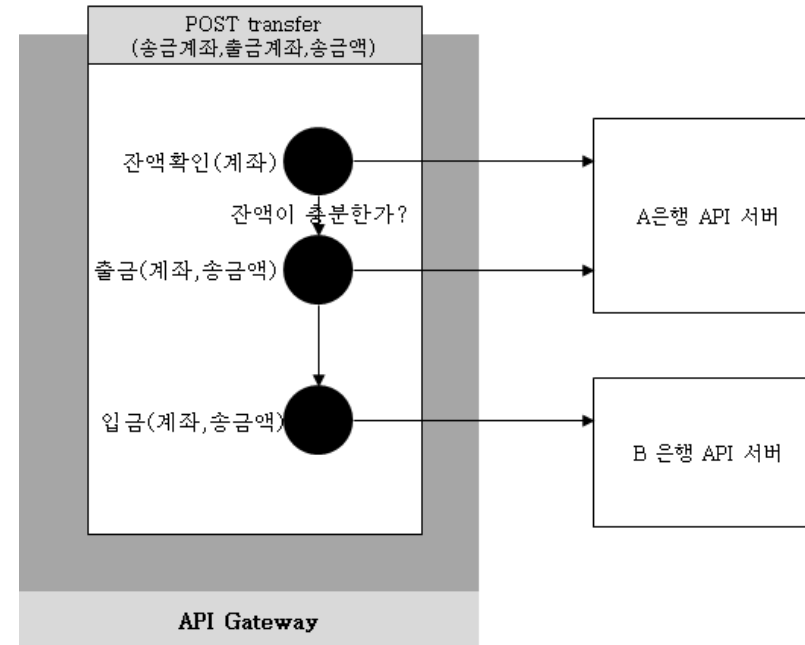 POST transfer
(송금계좌,출금계좌,송금액)
잔액확인(계좌)
잔액이 충분한가?
A은행 API 서버
출금(계좌,송금액)
입금(계좌,송금액)
B 은행 API 서버
API Gateway